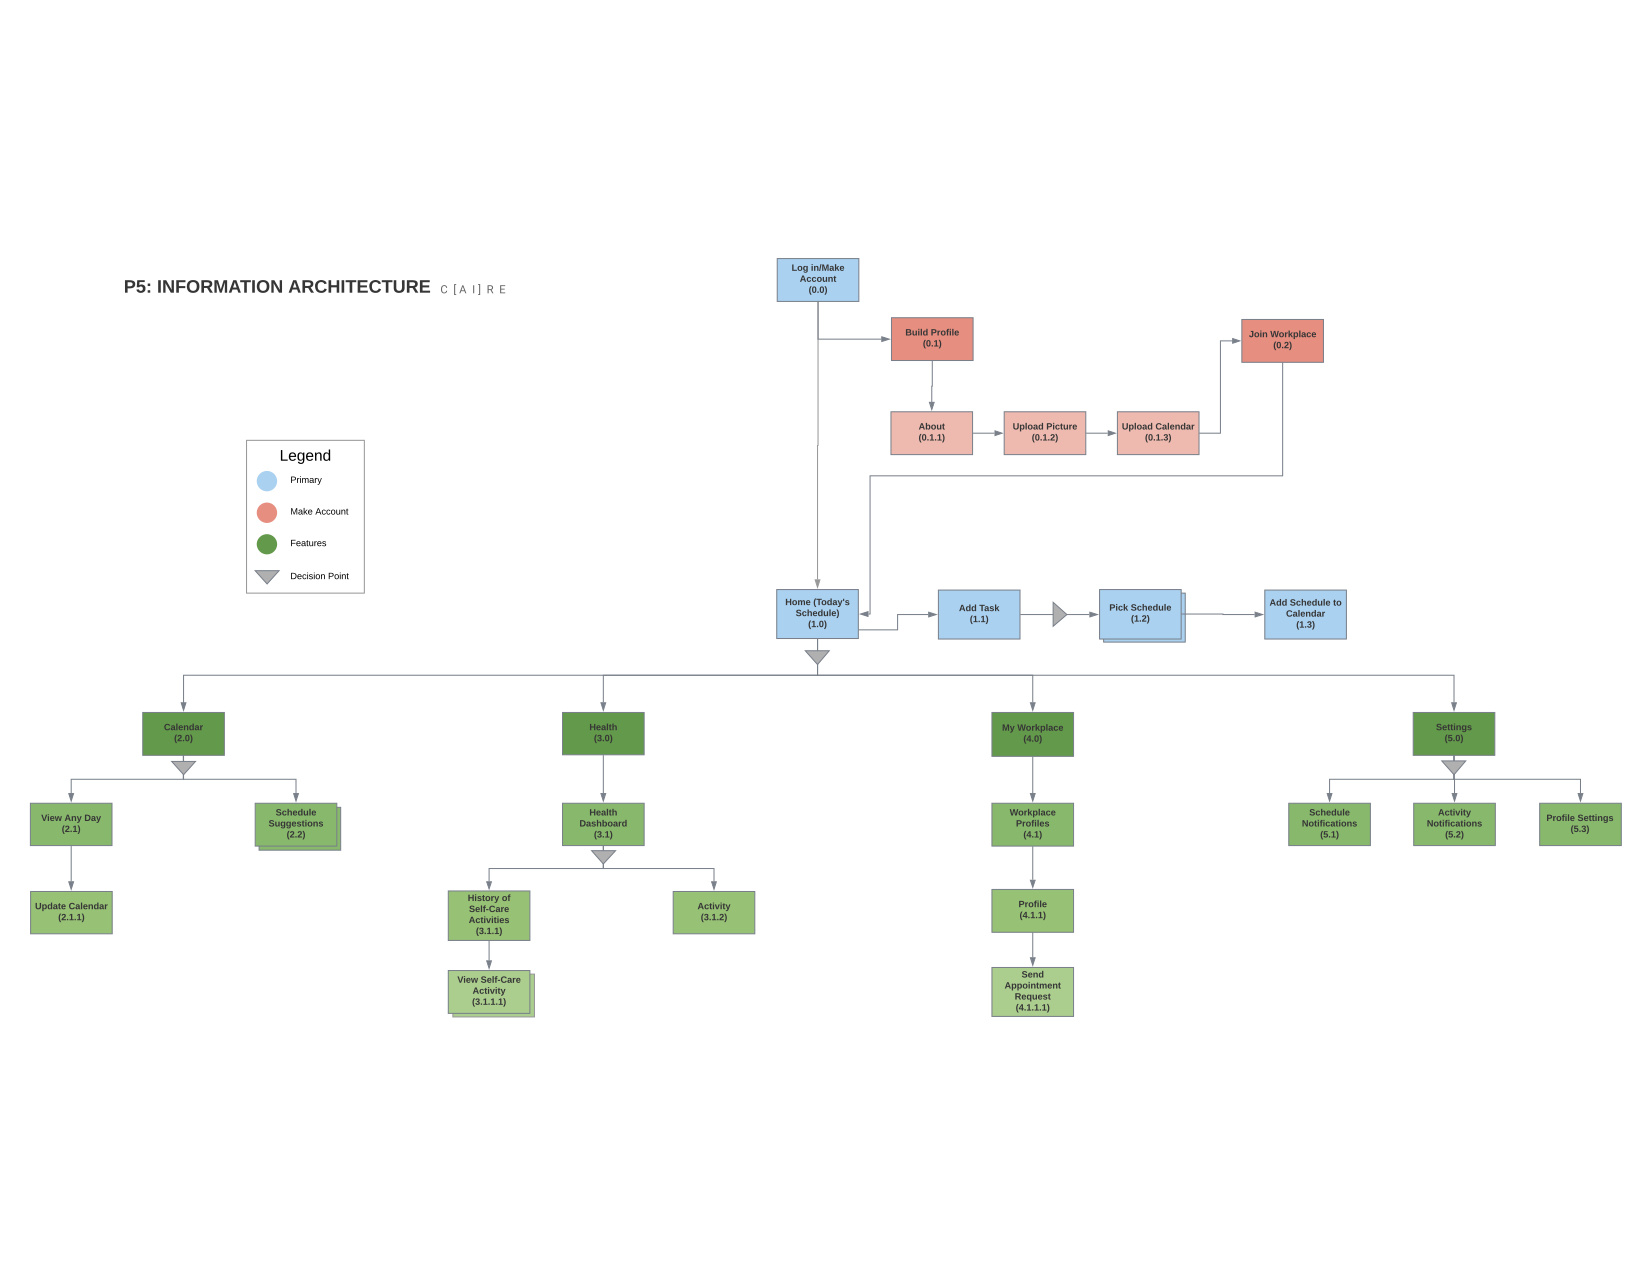 P5: INFORMATION ARCHITECTURE C[AI]RE
Log in/Make
Account
(0.0)
Build Profile
(0.1)
Join Workplace
(0.2)
About
(0.1.1)
Upload Picture
(0.1.2)
Upload Calendar
(0.1.3)
Legend
Primary
Make Account
Features
Decision Point
Home (Today's
Schedule)
(1.0)
Add Task
(1.1)
Pick Schedule
(1.2)
Add Schedule to
Calendar
(1.3)
Calendar
(2.0)
Health
(3.0)
My Workplace
(4.0)
Settings
(5.0)
View Any Day
(2.1)
Schedule
Suggestions
(2.2)
Health
Dashboard
(3.1)
Workplace
Profiles
(4.1)
Schedule
Notifications
(5.1)
Activity
Notifications
(5.2)
Profile Settings
(5.3)
Update Calendar
(2.1.1)
History of
Self-Care
Activities
(3.1.1)
Activity
(3.1.2)
Profile
(4.1.1)
View Self-Care
Activity
(3.1.1.1)
Send
Appointment
Request
(4.1.1.1)